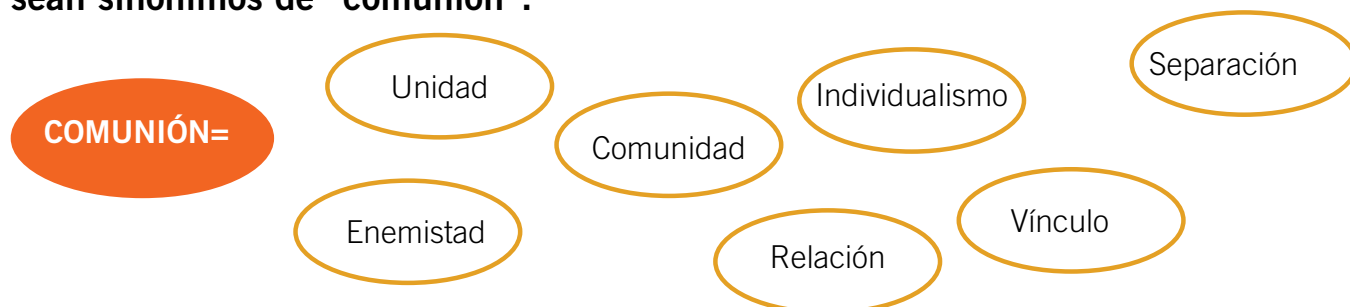 sean sinónimos de "comunión".
COMUNIÓN=
Unidad
Comunidad
Individualismo
Separación
Enemistad
Relación
Vínculo